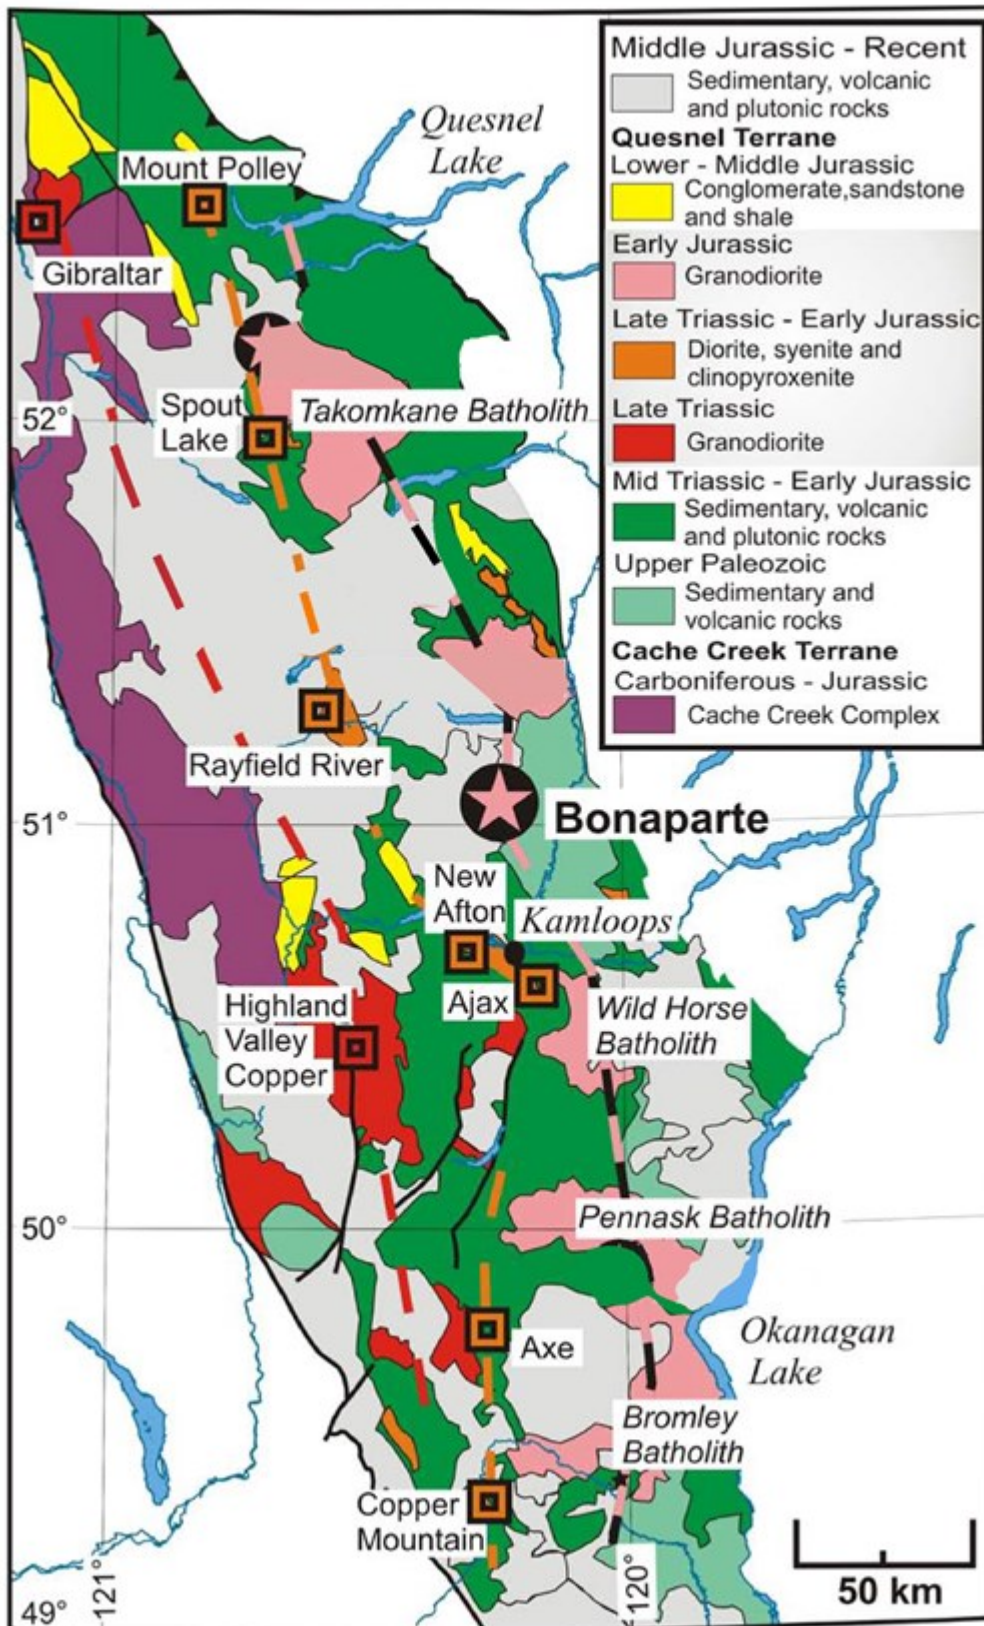 Middle Jurassic - Recent
Sedimentary, volcanic
and plutonic rocks
Quesnel Terrane
Lower - Middle Jurassic
Conglomerate,sandstone
and shale
Early Jurassic
Granodiorite
Late Triassic - Early Jurassic
Diorite, syenite and
clinopyroxenite
Late Triassic
Granodiorite
Mid Triassic - Early Jurassic
Sedimentary, volcanic
and plutonic rocks
Upper Paleozoic
Sedimentary and
volcanic rocks
Cache Creek Terrane
Carboniferous - Jurassic
Cache Creek Complex
Quesnel
Lake
Mount Polley
Gibraltar
52°
Spout
Lake
Takomkane Batholith
Rayfield River
51°
Bonaparte
New
Afton
Kamloops
Ajax
Highland
Valley
Copper
Wild Horse
Batholith
50°
Pennask Batholith
Axe
Okanagan
Lake
Bromley
Batholith
Copper
Mountain
49°
121°
120°
50 km